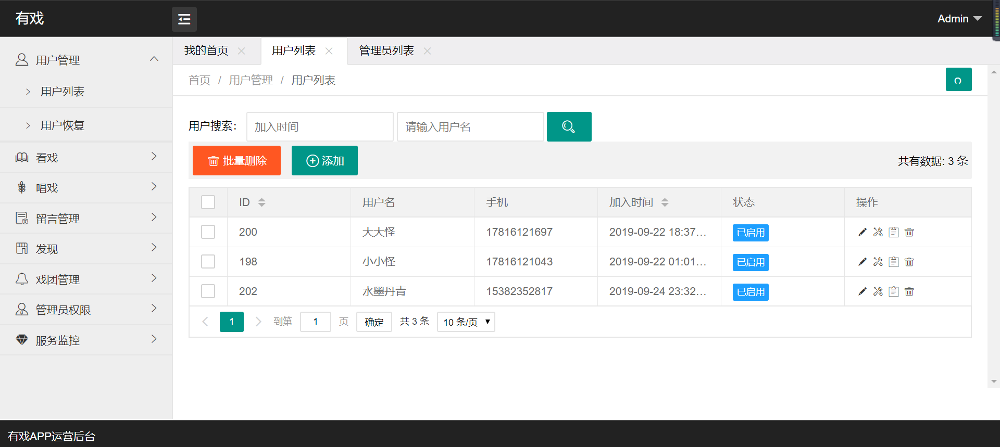 有戏
Admin
用户管理
用户列表
用户恢复
看戏
唱戏
留言管理
发现
戏团管理
管理员权限
服务监控
我的首页 用户列表 管理员列表
首页 / 用户管理 / 用户列表
用户搜索： 加入时间 请输入用户名
批量删除 添加 共有数据: 3 条
ID 用户名 手机 加入时间 状态 操作
200 大大怪 17816121697 2019-09-22 18:37... 已启用
198 小小怪 17816121043 2019-09-22 01:01... 已启用
202 水墨丹青 15382352817 2019-09-24 23:32... 已启用
1 到第 1 页 确定 共 3 条 10 条/页
有戏APP运营后台